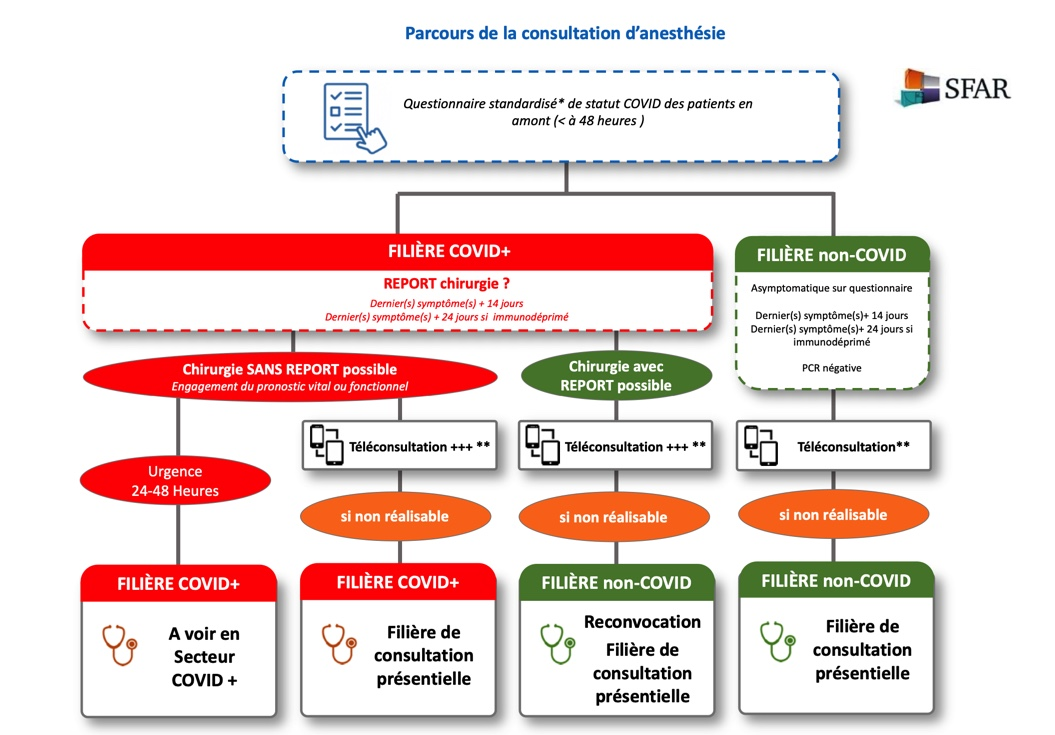 Parcours de la consultation d'anesthésie
SFAR
Questionnaire standardisé* de statut COVID des patients en
amont (< à 48 heures )
FILIÈRE COVID+
REPORT chirurgie ?
Dernier(s) symptôme(s) + 14 jours
Dernier(s) symptôme(s) + 24 jours si immunodéprimé
FILIÈRE non-COVID
Asymptomatique sur questionnaire
Dernier(s) symptôme(s)+ 14 jours
Dernier(s) symptôme(s)+ 24 jours si
immunodéprimé
PCR négative
Chirurgie SANS REPORT possible
Engagement du pronostic vital ou fonctionnel
Chirurgie avec
REPORT possible
Téléconsultation +++ **
Téléconsultation +++ **
Téléconsultation**
Urgence
24-48 Heures
si non réalisable
si non réalisable
si non réalisable
FILIÈRE COVID+
A voir en
Secteur
COVID +
FILIÈRE COVID+
Filière de
consultation
présentielle
FILIÈRE non-COVID
Reconvocation
Filière de
consultation
présentielle
FILIÈRE non-COVID
Filière de
consultation
présentielle